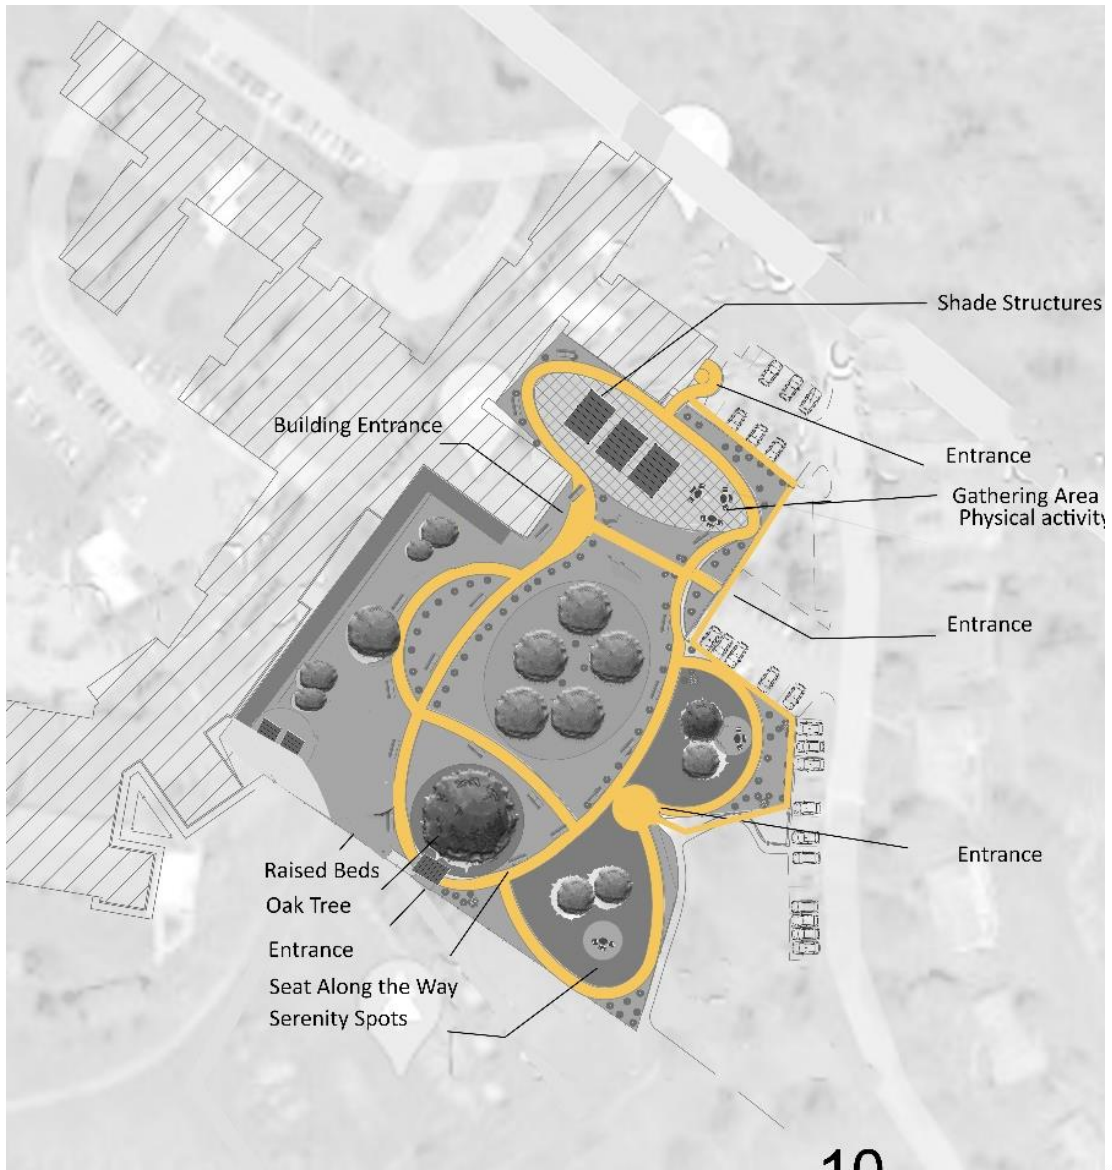 Shade Structures
Building Entrance
Entrance
Gathering Area
Physical activity
Entrance
Entrance
Raised Beds
Oak Tree
Entrance
Seat Along the Way
Serenity Spots
10